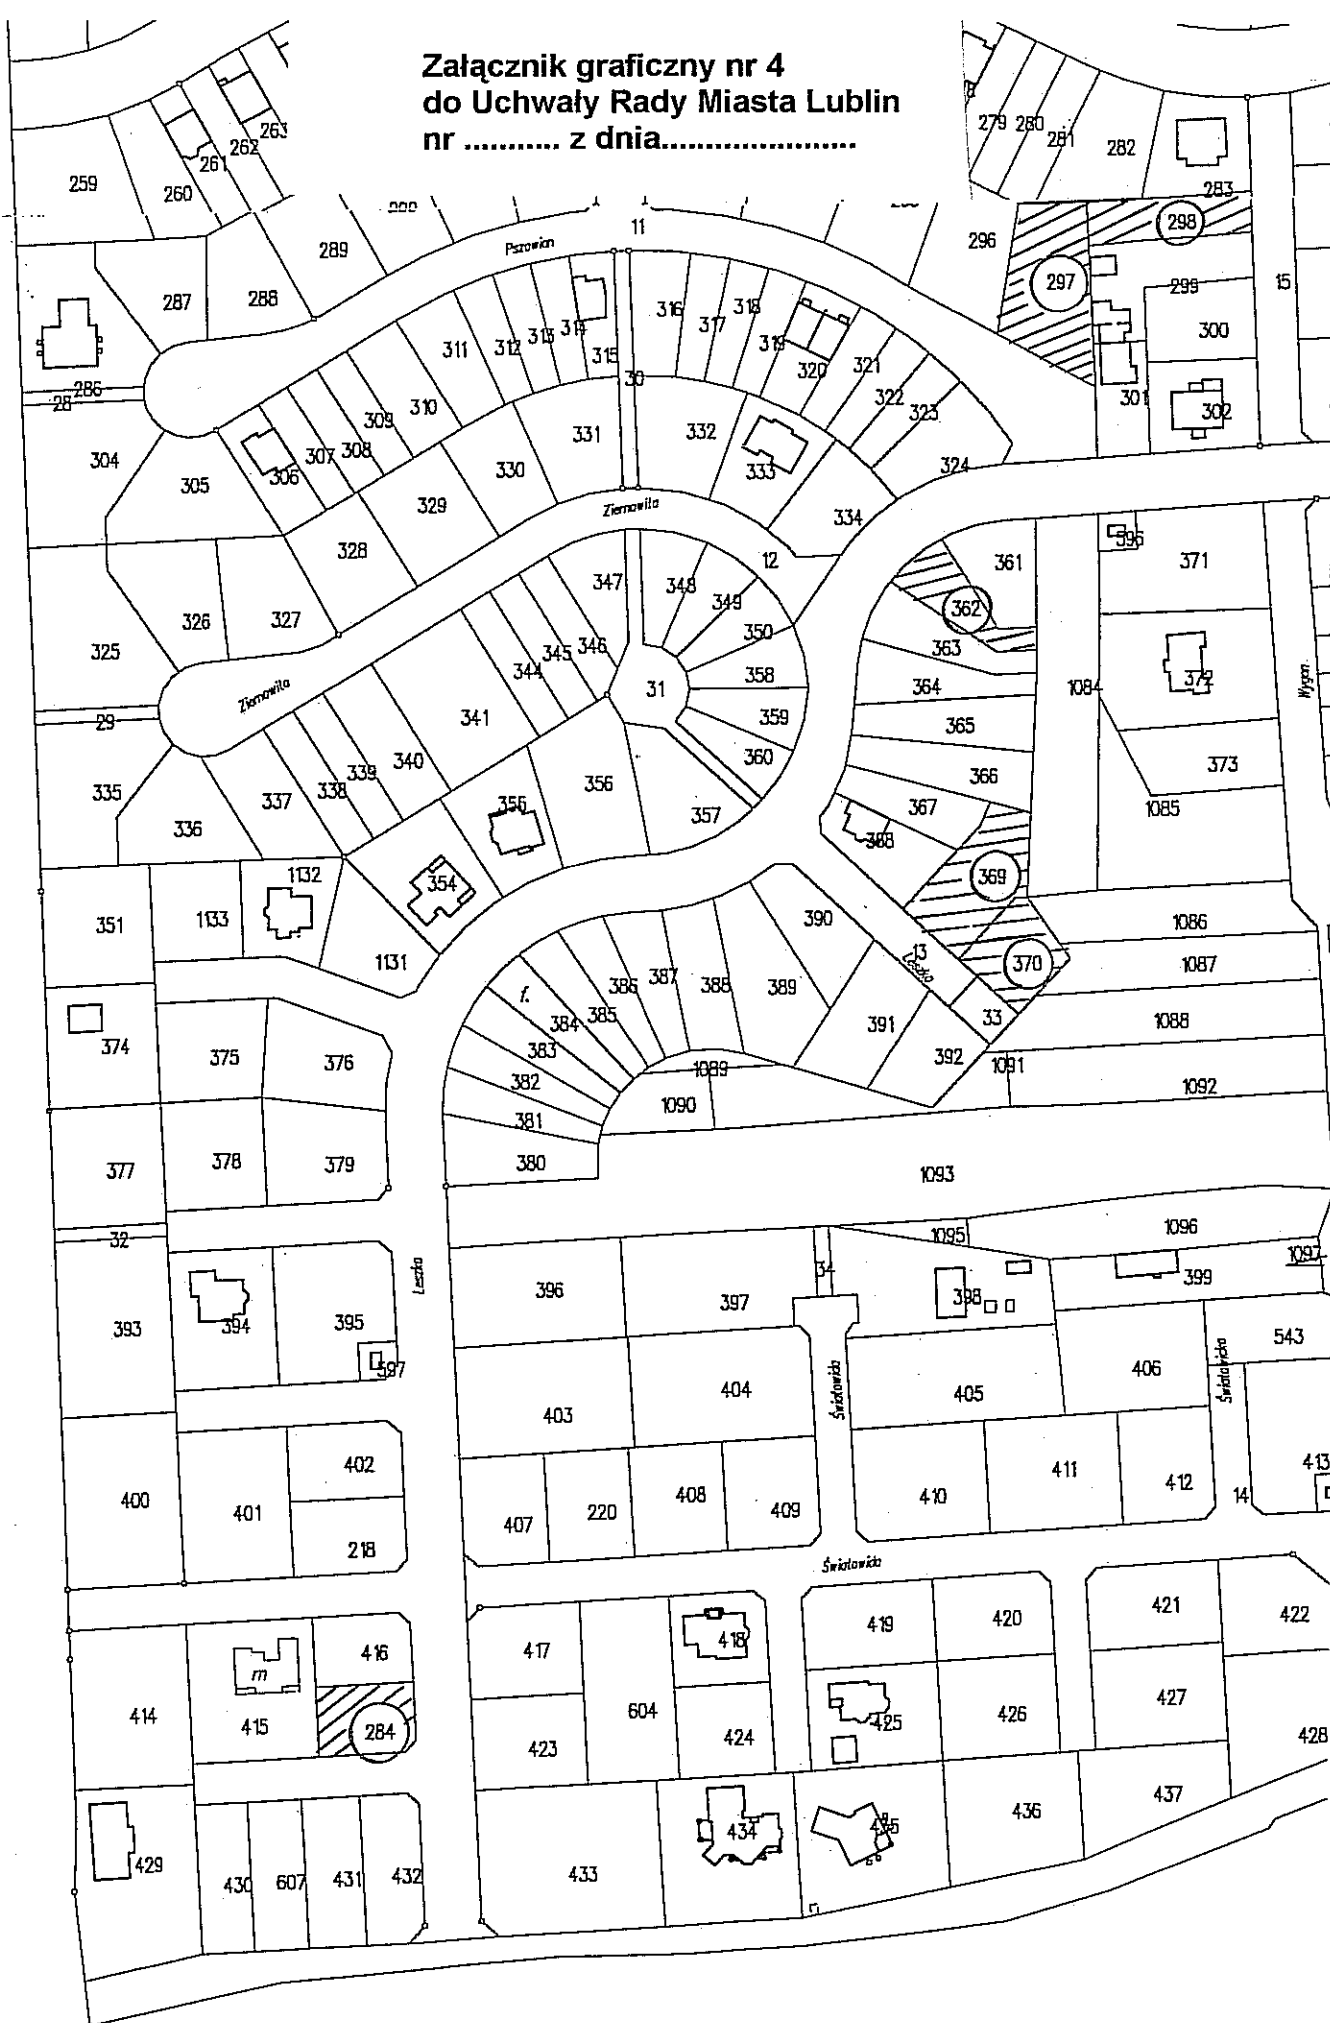 Załącznik graficzny nr 4
do Uchwały Rady Miasta Lublin
nr ........... z dnia......................
279 280 281 282
283
263 262 261 260 259
298
289 288 287
Pszowian 11
296 297 299 15
300
316 317 318 319 320 321 322 323 324
311 312 313 314 315
310 309 308 307 306
286
28
30
301 302
304 305
331 332 333 334
330 329 328
Ziemowita
12
596
361 371
347 348 349 350
346 345 344
362 363
325 326 327
358 359 360
31
364 365 366 367
1084
Wygon.
373
1085
Ziemowita
29
341 340 339 338 337
335 336
356 357
354
369
1132 1133 351
1131
390
13
Leszka
370
1086
1087
1088
386 387 388 389
f.
384 385
383 382 381 380
391 392
33
1091
1092
374 375 376
1089
1090
377 378 379
1093
32
1095 1096
1097
Leszka
34
396 397 398 399
393 394 395
597
543
Światowida
404 405 406
403
402
400 401
407 220 408 409 410 411 412 413
14
218
Światowida
416 417 418 419 420 421 422
m
414 415 284
423 604 424 425 426 427 428
429 430 607 431 432
433 434 436 437